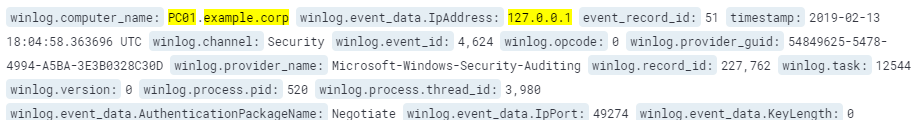 winlog.computer_name: PC01.example.corp winlog.event_data.IpAddress: 127.0.0.1 event_record_id: 51 timestamp: 2019-02-13
18:04:58.363696 UTC winlog.channel: Security winlog.event_id: 4,624 winlog.opcode: 0 winlog.provider_guid: 54849625-5478-
4994-A5BA-3E3B0328C30D winlog.provider_name: Microsoft-Windows-Security-Auditing winlog.record_id: 227,762 winlog.task: 12544
winlog.version: 0 winlog.process.pid: 520 winlog.process.thread_id: 3,980
winlog.event_data.AuthenticationPackageName: Negotiate winlog.event_data.IpPort: 49274 winlog.event_data.KeyLength: 0